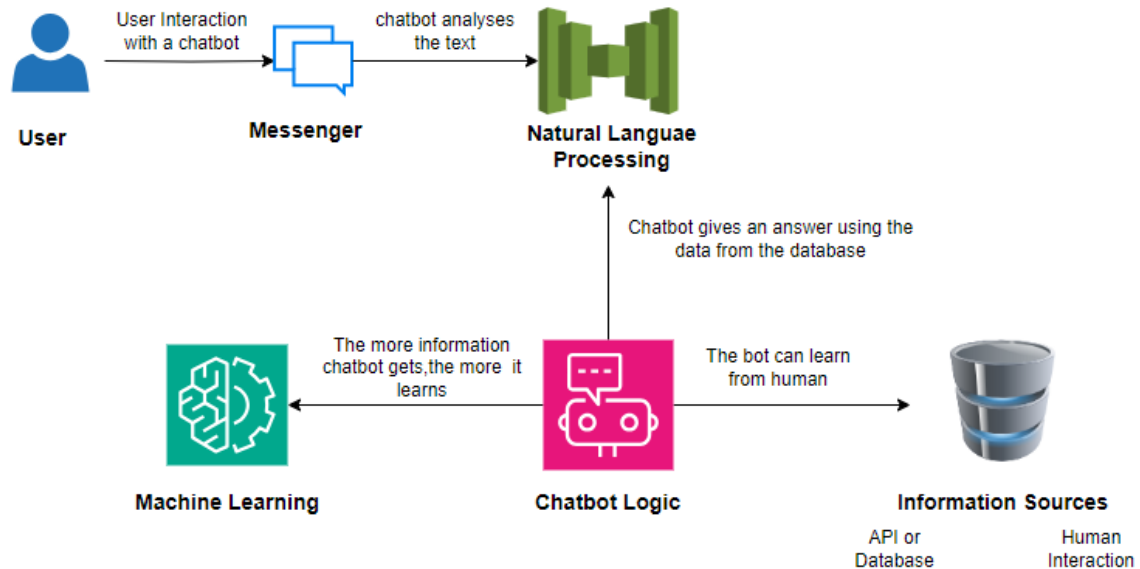 User Interaction
with a chatbot
chatbot analyses
the text
User
Messenger
Natural Languae
Processing
Chatbot gives an answer using the
data from the database
The more information
chatbot gets,the more it
learns
The bot can learn
from human
Machine Learning
Chatbot Logic
Information Sources
API or
Database
Human
Interaction